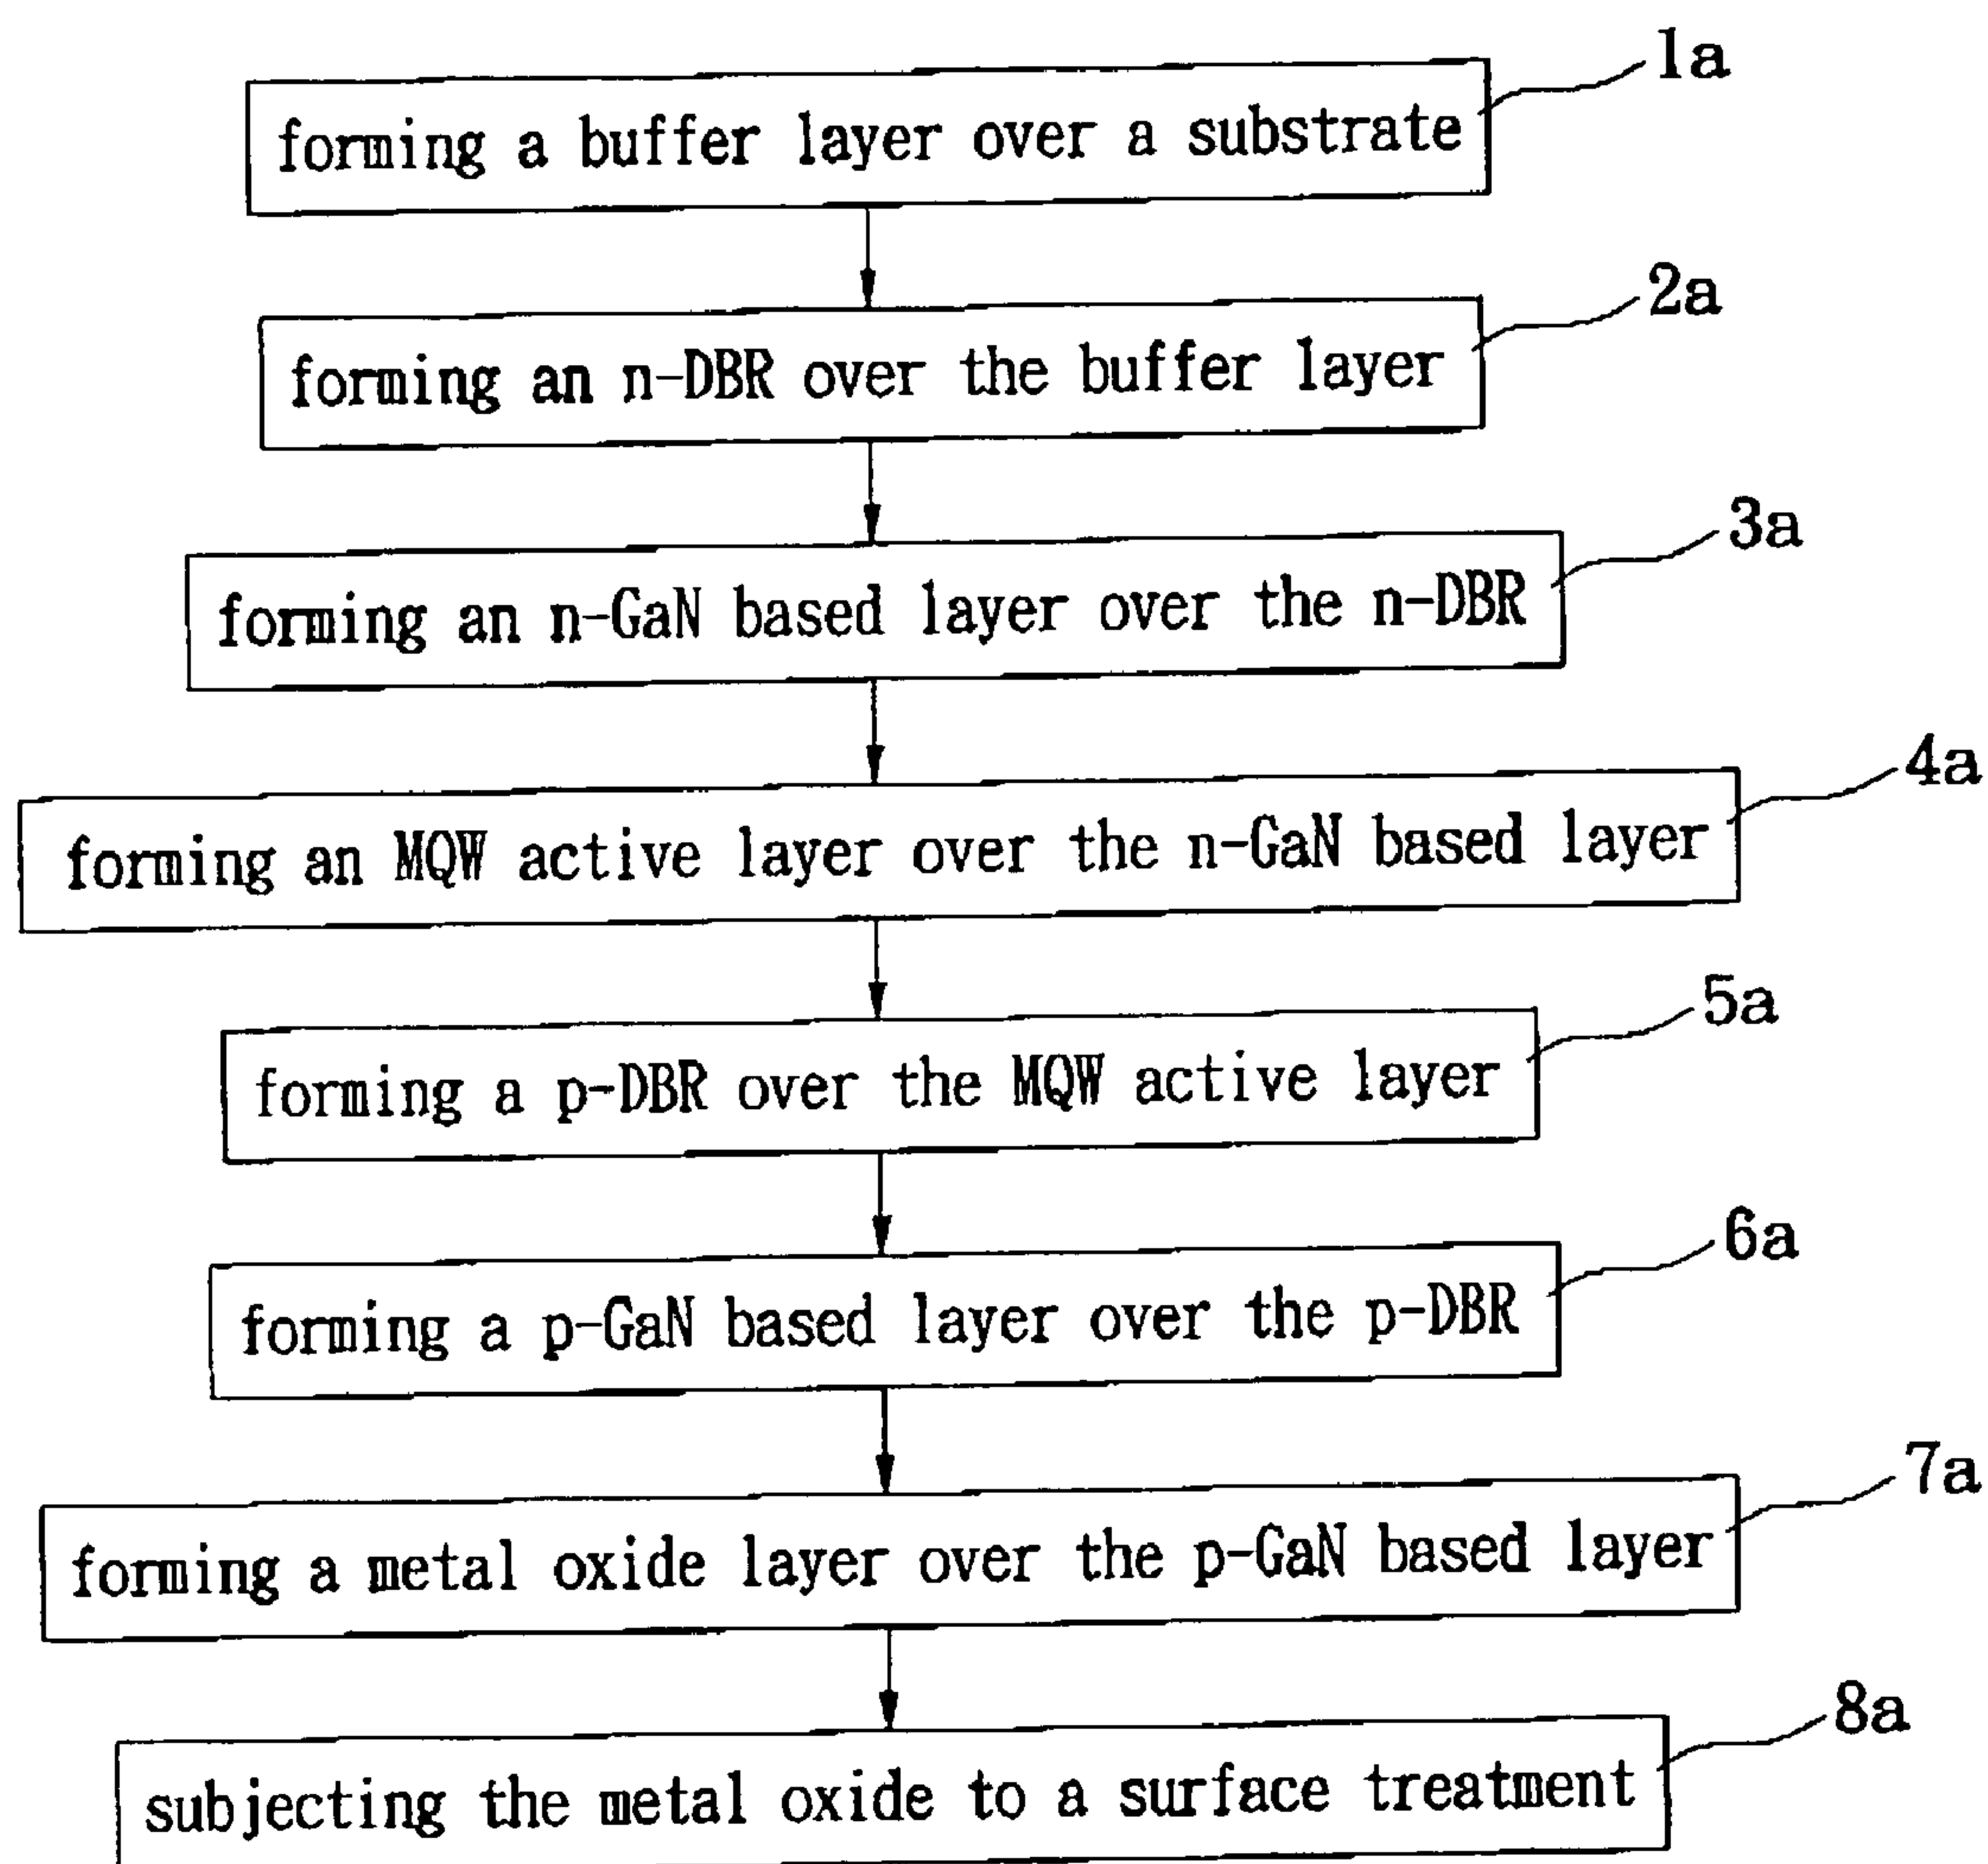 1a
forming a buffer layer over a substrate
2a
forming an n-DBR over the buffer layer
3a
forming an n-GaN based layer over the n-DBR
4a
forming an MQW active layer over the n-GaN based layer
5a
forming a p-DBR over the MQW active layer
6a
forming a p-GaN based layer over the p-DBR
7a
forming a metal oxide layer over the p-GaN based layer
8a
subjecting the metal oxide to a surface treatment